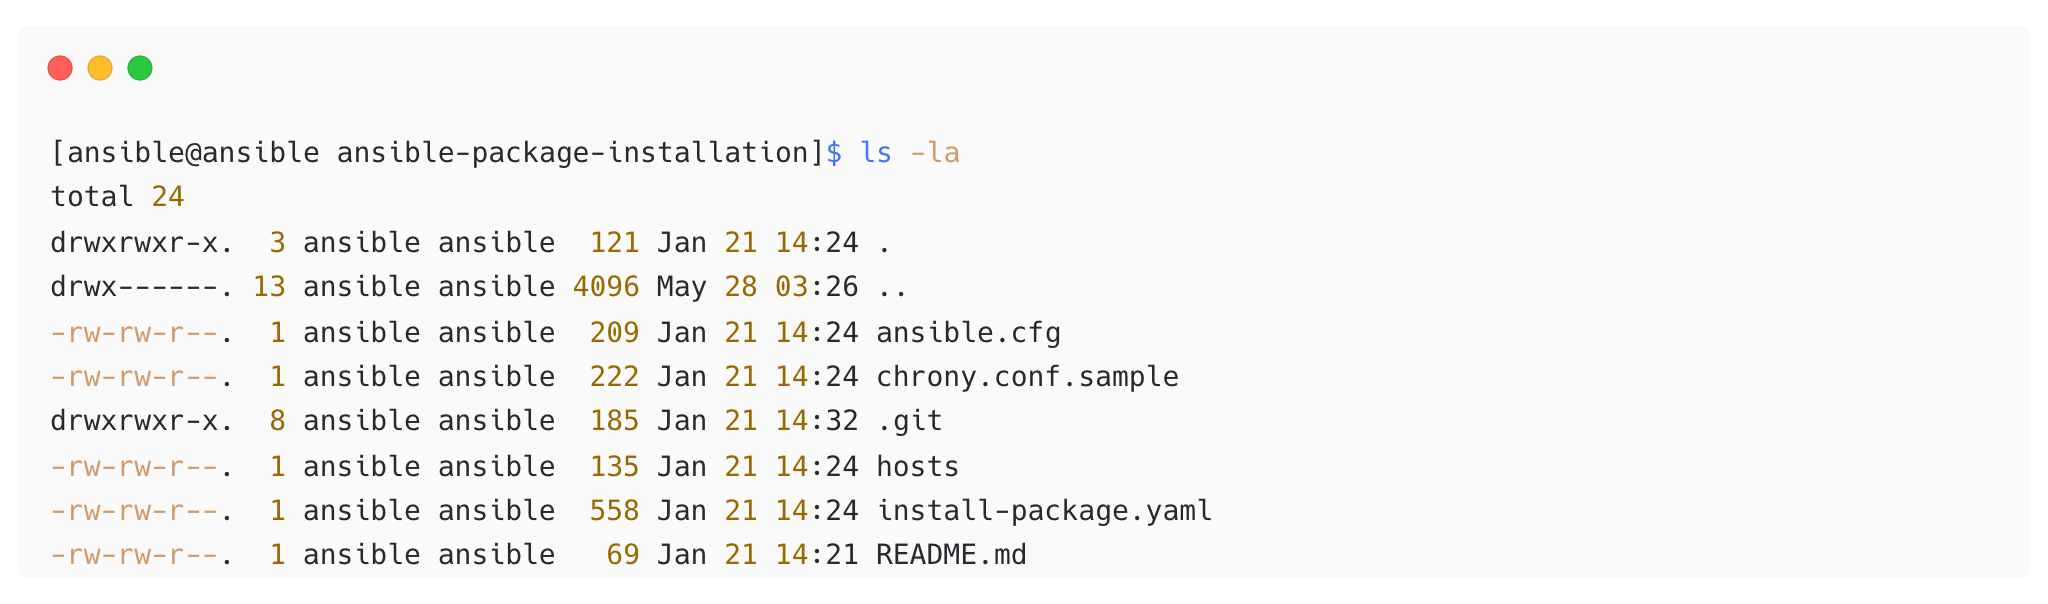 [ansible@ansible ansible-package-installation]$ ls -la
total 24
drwxrwxr-x.  3 ansible ansible  121 Jan 21 14:24 .
drwx------. 13 ansible ansible 4096 May 28 03:26 ..
-rw-rw-r--.  1 ansible ansible  209 Jan 21 14:24 ansible.cfg
-rw-rw-r--.  1 ansible ansible  222 Jan 21 14:24 chrony.conf.sample
drwxrwxr-x.  8 ansible ansible  185 Jan 21 14:32 .git
-rw-rw-r--.  1 ansible ansible  135 Jan 21 14:24 hosts
-rw-rw-r--.  1 ansible ansible  558 Jan 21 14:24 install-package.yaml
-rw-rw-r--.  1 ansible ansible   69 Jan 21 14:21 README.md